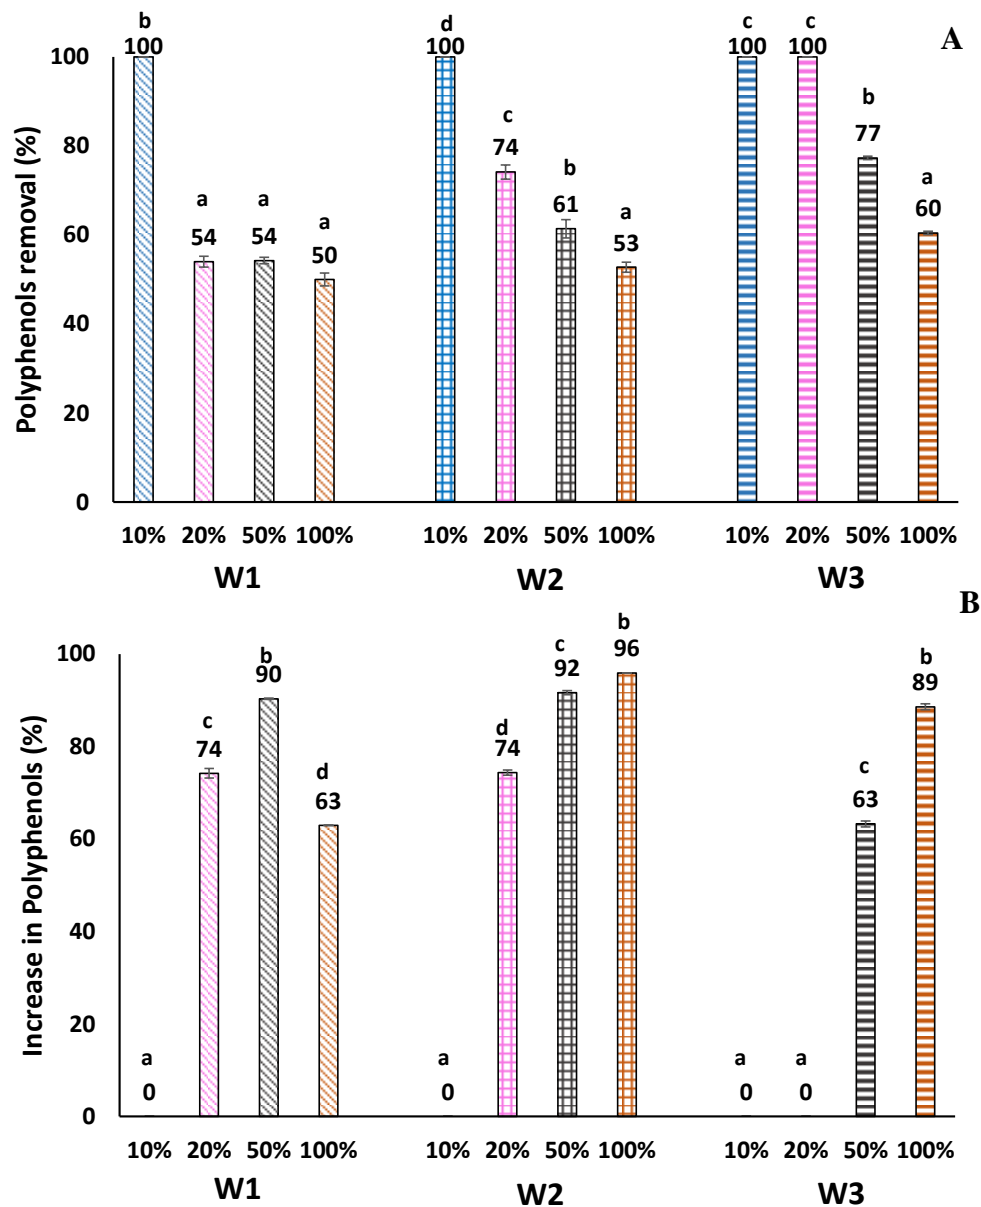 A
Polyphenols removal (%)
100
80
60
40
20
0
b
100
a
54
a
54
a
50
d
100
c
74
b
61
a
53
c
100
c
100
b
77
a
60
10% 20% 50% 100% 10% 20% 50% 100% 10% 20% 50% 100%
W1 W2 W3
B
Increase in Polyphenols (%)
100
80
60
40
20
0
a
0
c
74
b
90
d
63
a
0
d
74
c
92
b
96
a
0
a
0
c
63
b
89
10% 20% 50% 100% 10% 20% 50% 100% 10% 20% 50% 100%
W1 W2 W3